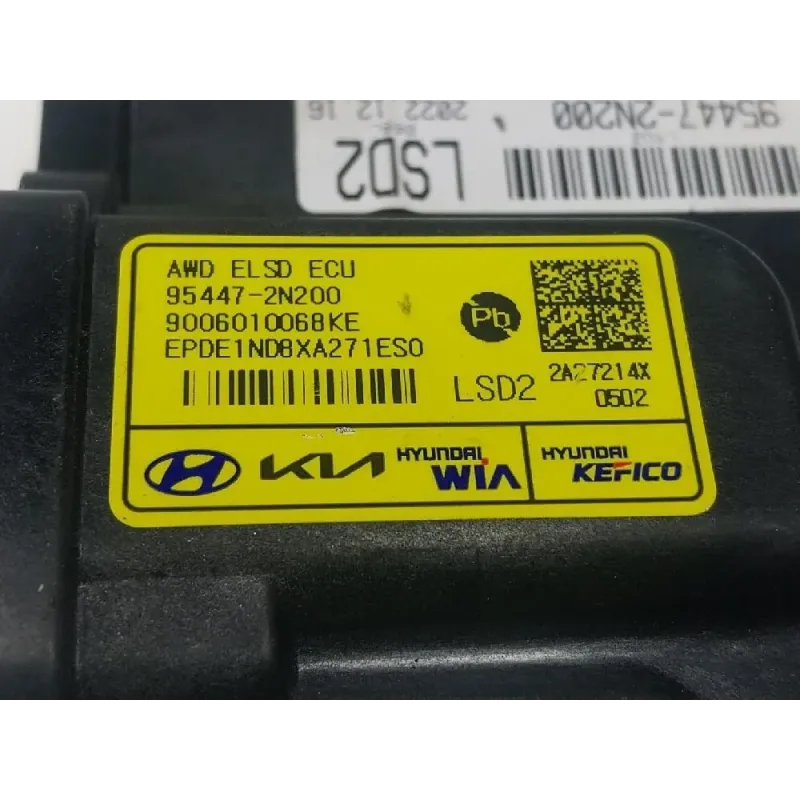 95447-2N200
2022.12.16
LSD2
AWD ELSD ECU
95447-2N200
9006010068KE
EPDE1ND8XA271ES0
Pb
LSD2
2A27214X
0502
HYUNDAI
WIA
KIA
HYUNDAI
KEFICO